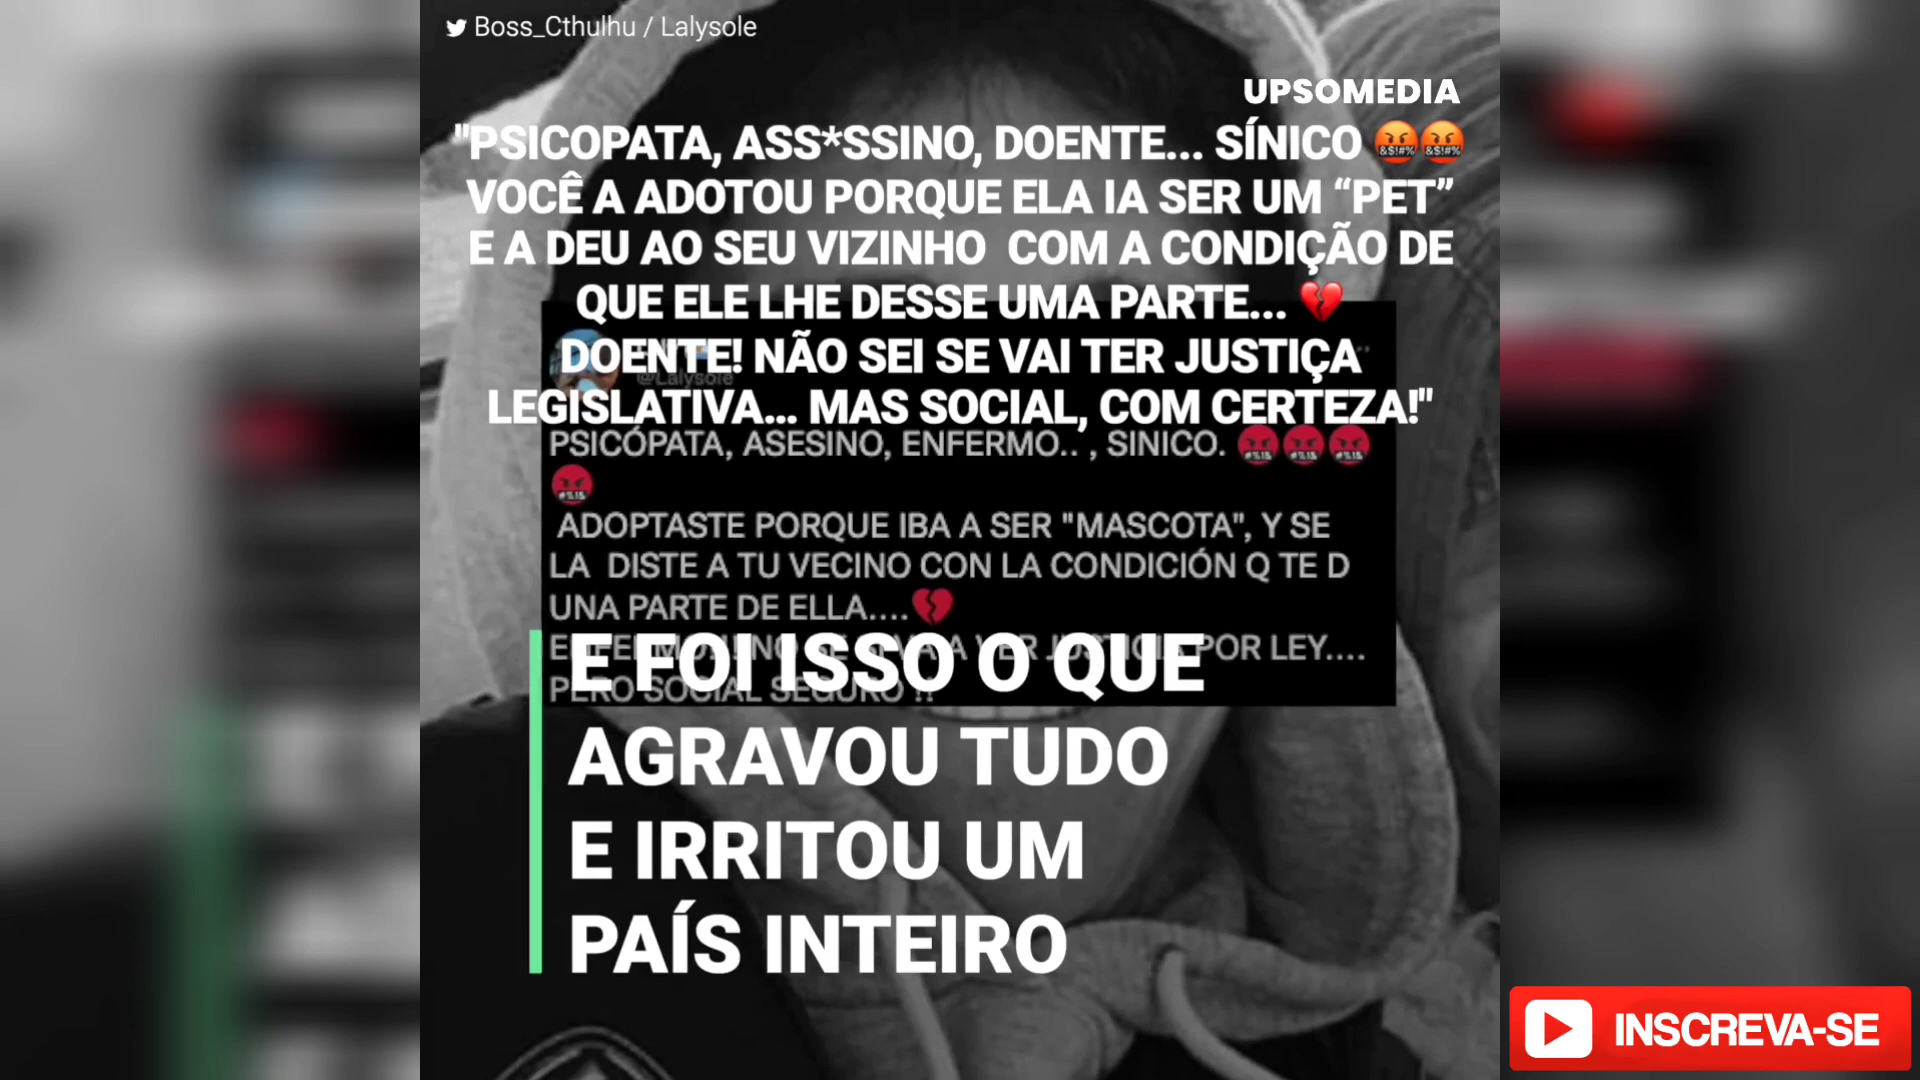 Boss_Cthulhu / Lalysole
UPSOMEDIA
"PSICOPATA, ASS*SSINO, DOENTE... SÍNICO 🤬🤬
VOCÊ A ADOTOU PORQUE ELA IA SER UM “PET”
E A DEU AO SEU VIZINHO COM A CONDIÇÃO DE
QUE ELE LHE DESSE UMA PARTE... 💔
DOENTE! NÃO SEI SE VAI TER JUSTIÇA
LEGISLATIVA... MAS SOCIAL, COM CERTEZA!"
@Lalysole
PSICÓPATA, ASESINO, ENFERMO.. , SINICO. 🤬🤬🤬
🤬
ADOPTASTE PORQUE IBA A SER "MASCOTA", Y SE
LA DISTE A TU VECINO CON LA CONDICIÓN Q TE D
UNA PARTE DE ELLA....💔
POR LEY....
PERO SOCIAL SEGURO !!
E FOI ISSO O QUE
AGRAVOU TUDO
E IRRITOU UM
PAÍS INTEIRO
INSCREVA-SE